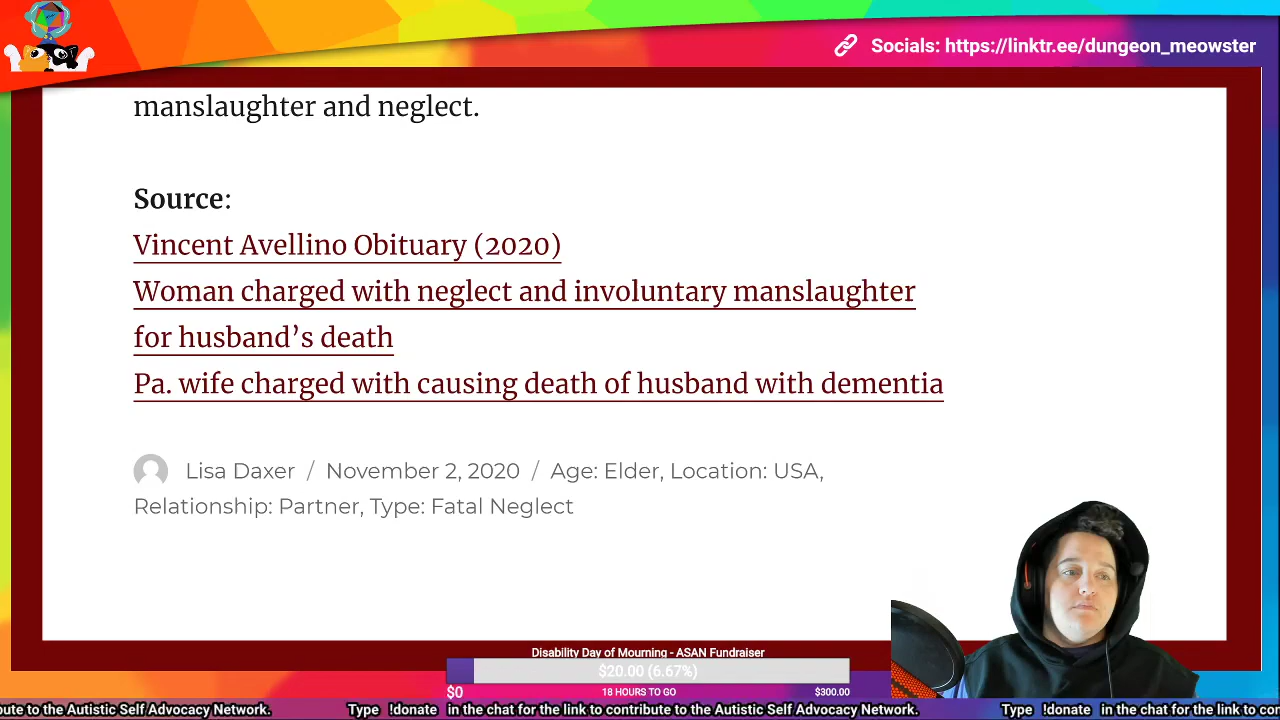 Socials: https://linktr.ee/dungeon_meowster
manslaughter and neglect.
Source:
Vincent Avellino Obituary (2020)
Woman charged with neglect and involuntary manslaughter
for husband's death
Pa. wife charged with causing death of husband with dementia
Lisa Daxer / November 2, 2020 / Age: Elder, Location: USA,
Relationship: Partner, Type: Fatal Neglect
Disability Day of Mourning - ASAN Fundraiser
$20.00 (6.67%)
$0 18 HOURS TO GO $300.00
bute to the Autistic Self Advocacy Network. Type !donate in the chat for the link to contribute to the Autistic Self Advocacy Network. Type !donate in the chat for the link to con